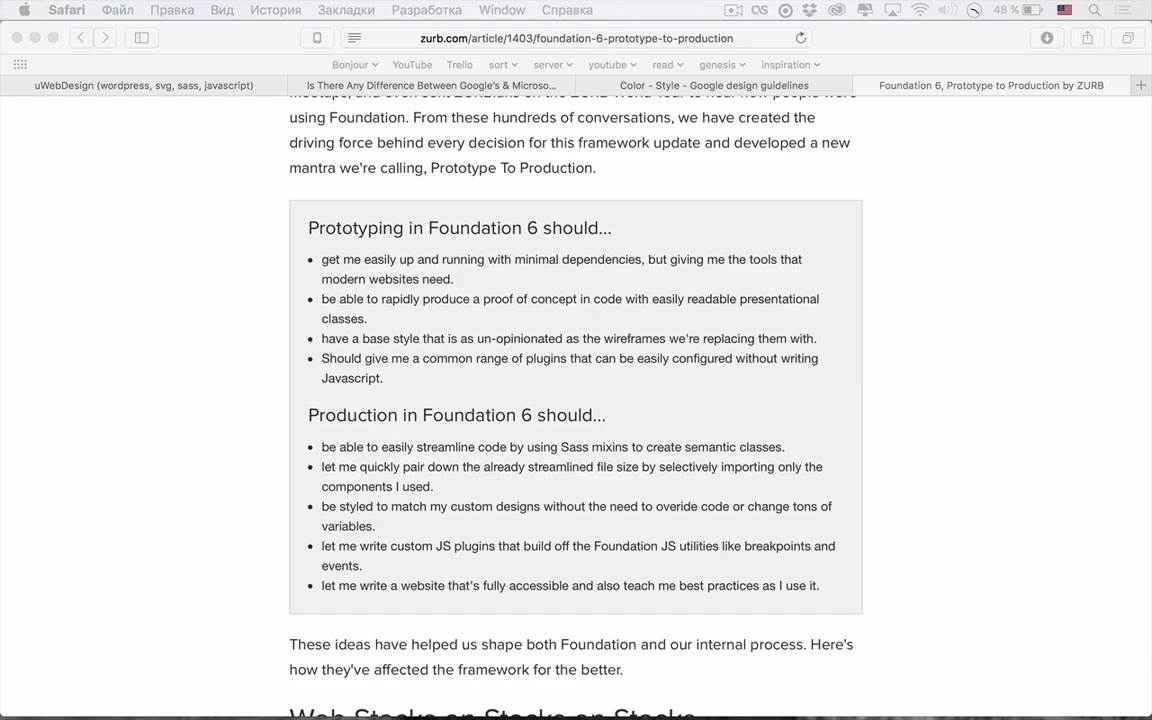 Safari Файл Правка Вид История Закладки Разработка Window Справка 48 %
zurb.com/article/1403/foundation-6-prototype-to-production
Bonjour YouTube Trello sort server youtube read genesis inspiration
uWebDesign (wordpress, svg, sass, javascript) Is There Any Difference Between Google's & Microso... Color - Style - Google design guidelines Foundation 6, Prototype to Production by ZURB
using Foundation. From these hundreds of conversations, we have created the
driving force behind every decision for this framework update and developed a new
mantra we're calling, Prototype To Production.
Prototyping in Foundation 6 should...
• get me easily up and running with minimal dependencies, but giving me the tools that
modern websites need.
• be able to rapidly produce a proof of concept in code with easily readable presentational
classes.
• have a base style that is as un-opinionated as the wireframes we're replacing them with.
• Should give me a common range of plugins that can be easily configured without writing
Javascript.
Production in Foundation 6 should...
• be able to easily streamline code by using Sass mixins to create semantic classes.
• let me quickly pair down the already streamlined file size by selectively importing only the
components I used.
• be styled to match my custom designs without the need to overide code or change tons of
variables.
• let me write custom JS plugins that build off the Foundation JS utilities like breakpoints and
events.
• let me write a website that's fully accessible and also teach me best practices as I use it.
These ideas have helped us shape both Foundation and our internal process. Here's
how they've affected the framework for the better.
Web Stacks on Stacks on Stacks